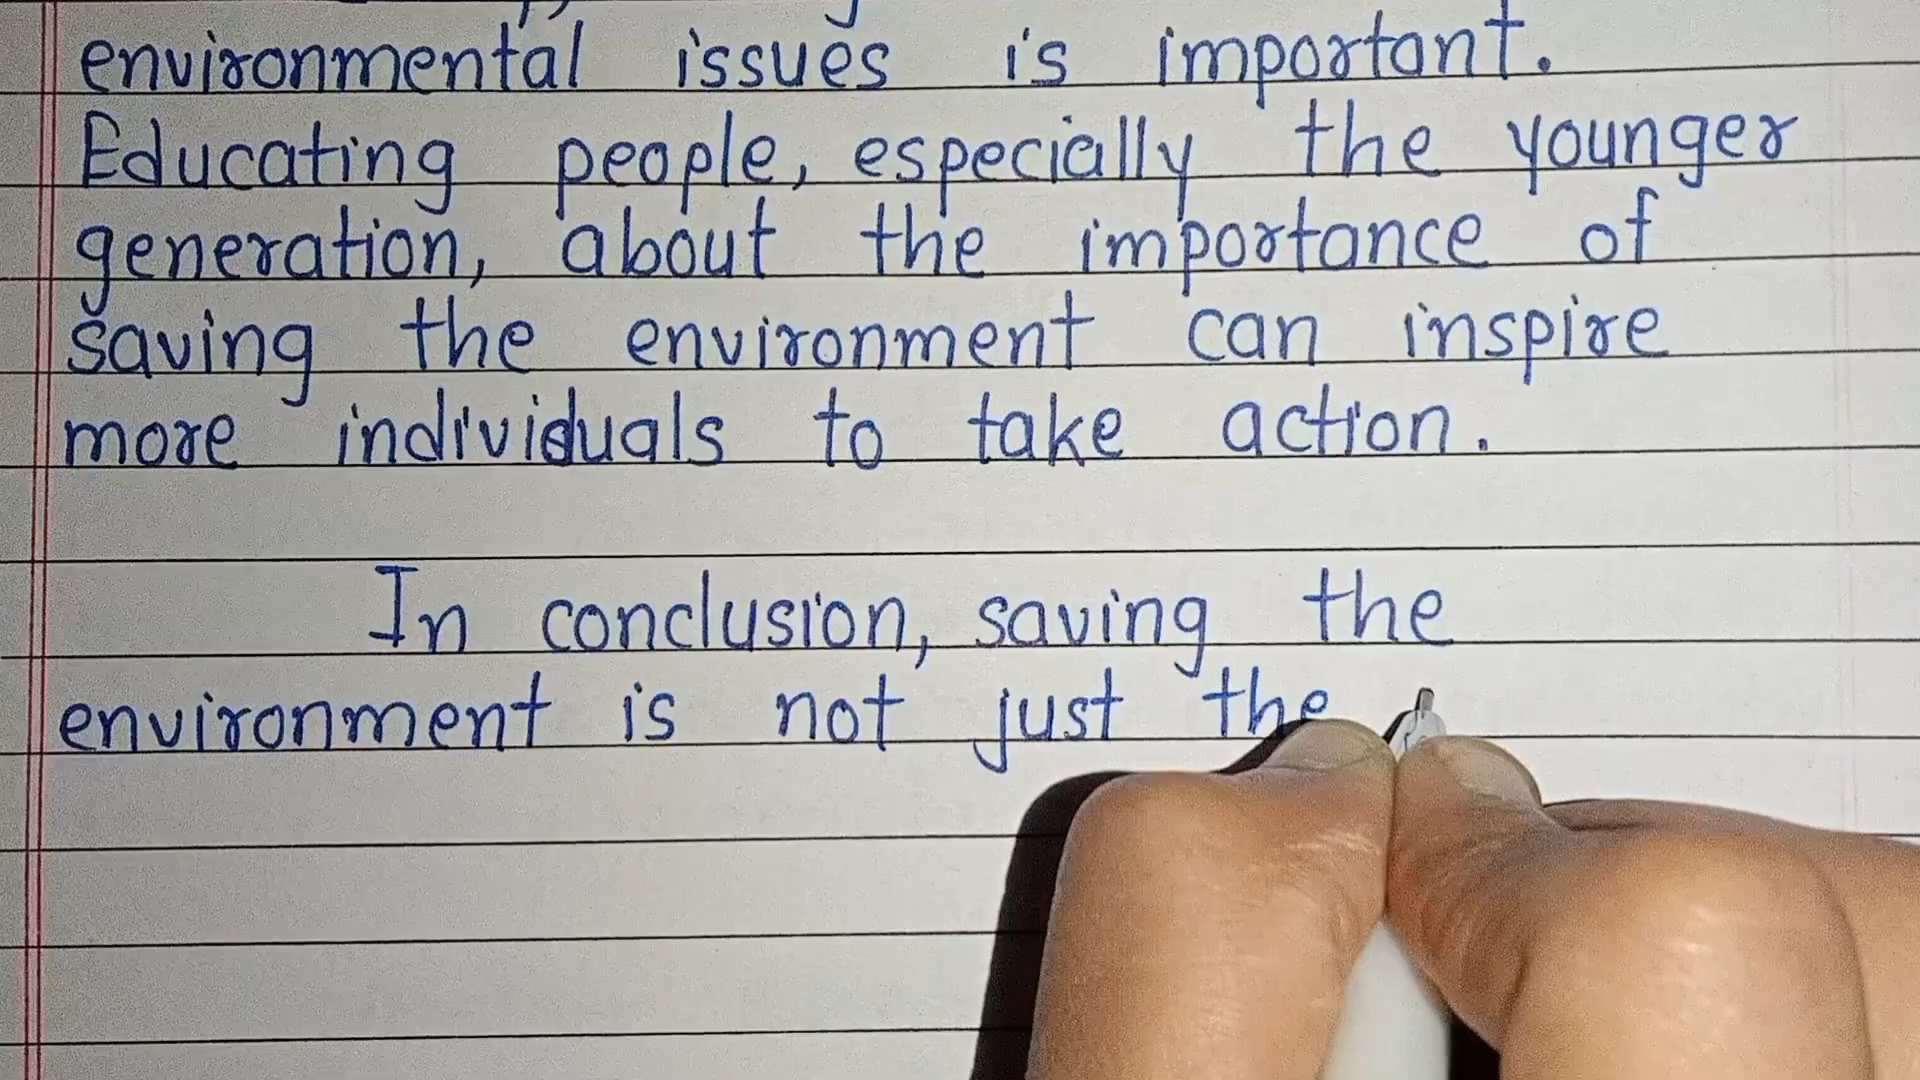 environmental issues is important.
Educating people, especially the younger
generation, about the importance of
saving the environment can inspire
more individuals to take action.
In conclusion, saving the
environment is not just the